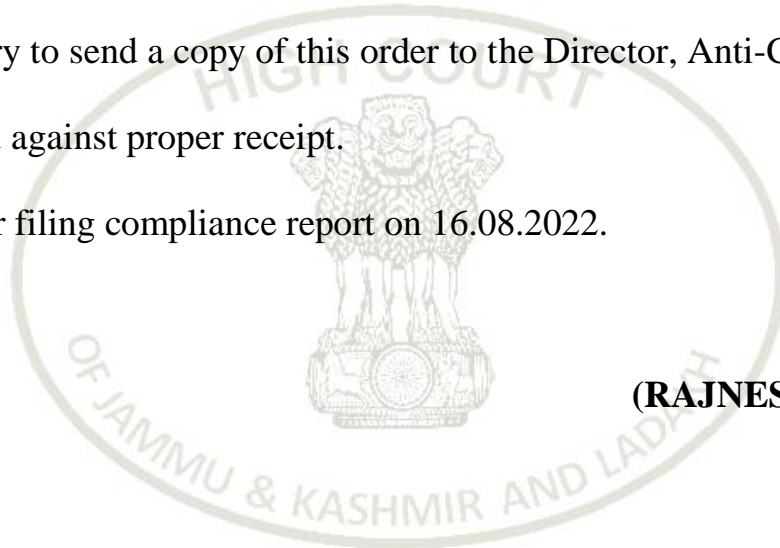 ry to send a copy of this order to the Director, Anti-C
against proper receipt.
r filing compliance report on 16.08.2022.
(RAJNES
HIGH COURT
OF JAMMU & KASHMIR AND LADAKH